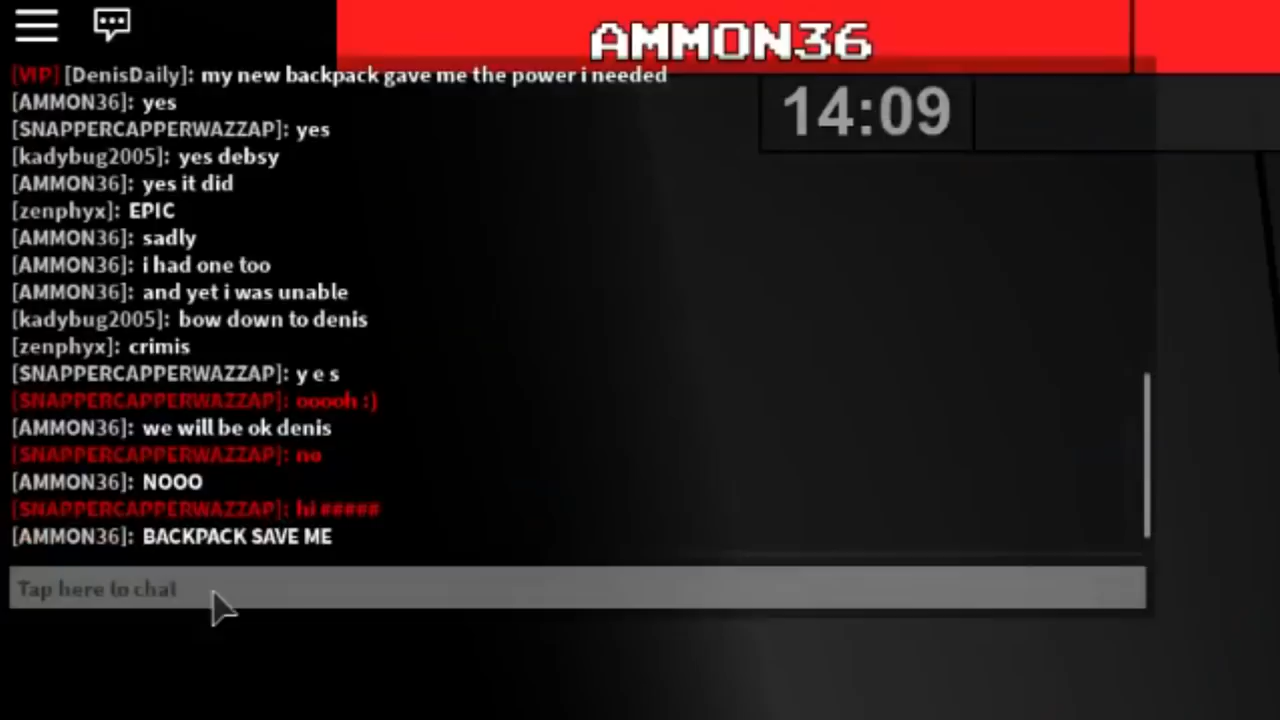 AMMON36
14:09
[VIP] [DenisDaily]: my new backpack gave me the power i needed
[AMMON36]: yes
[SNAPPERCAPPERWAZZAP]: yes
[kadybug2005]: yes debsy
[AMMON36]: yes it did
[zenphyx]: EPIC
[AMMON36]: sadly
[AMMON36]: i had one too
[AMMON36]: and yet i was unable
[kadybug2005]: bow down to denis
[zenphyx]: crimis
[SNAPPERCAPPERWAZZAP]: y e s
[SNAPPERCAPPERWAZZAP]: ooooh :)
[AMMON36]: we will be ok denis
[SNAPPERCAPPERWAZZAP]: no
[AMMON36]: NOOO
[SNAPPERCAPPERWAZZAP]: hi #####
[AMMON36]: BACKPACK SAVE ME
Tap here to chat